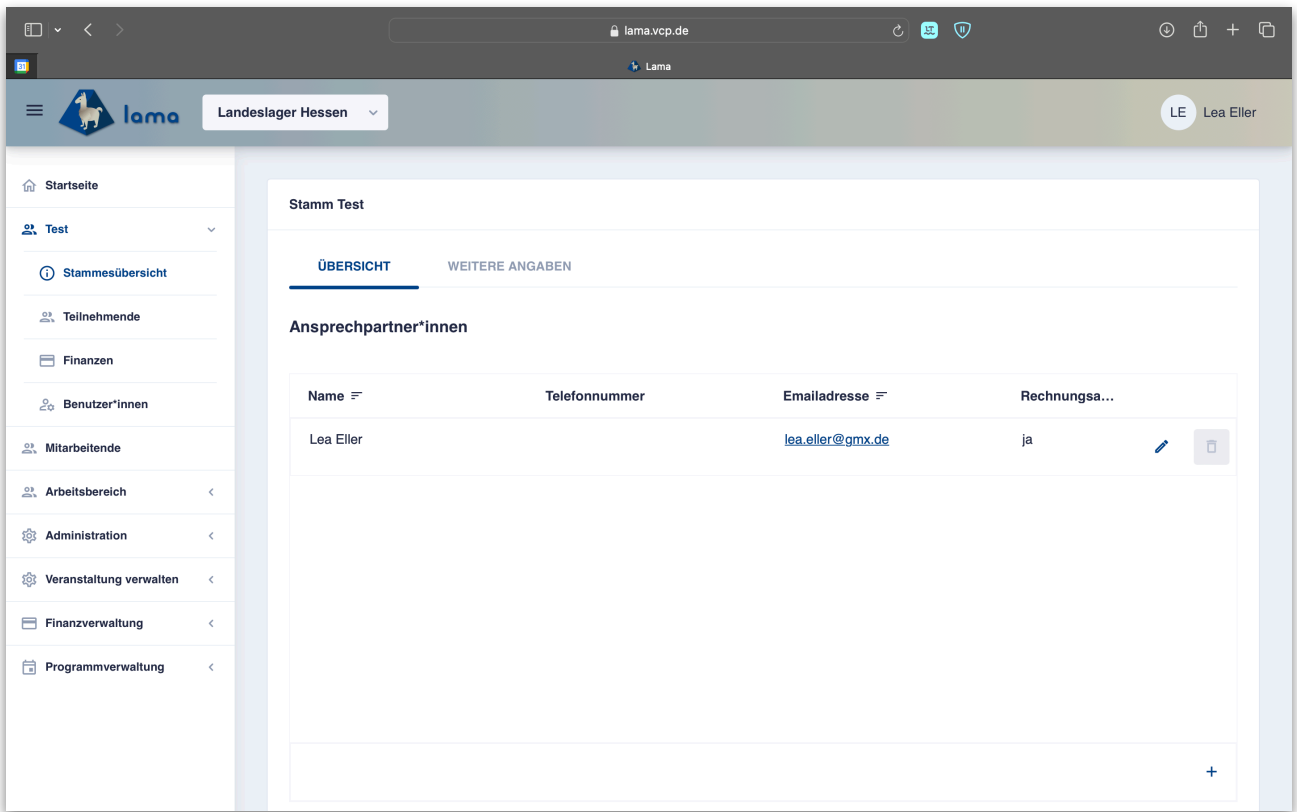 lama.vcp.de
31
Lama
lama
Landeslager Hessen
LE
Lea Eller
Startseite
Test
Stammesübersicht
Teilnehmende
Finanzen
Benutzer*innen
Mitarbeitende
Arbeitsbereich
Administration
Veranstaltung verwalten
Finanzverwaltung
Programmverwaltung
Stamm Test
ÜBERSICHT WEITERE ANGABEN
Ansprechpartner*innen
Name Telefonnummer Emailadresse Rechnungsa...
Lea Eller lea.eller@gmx.de ja